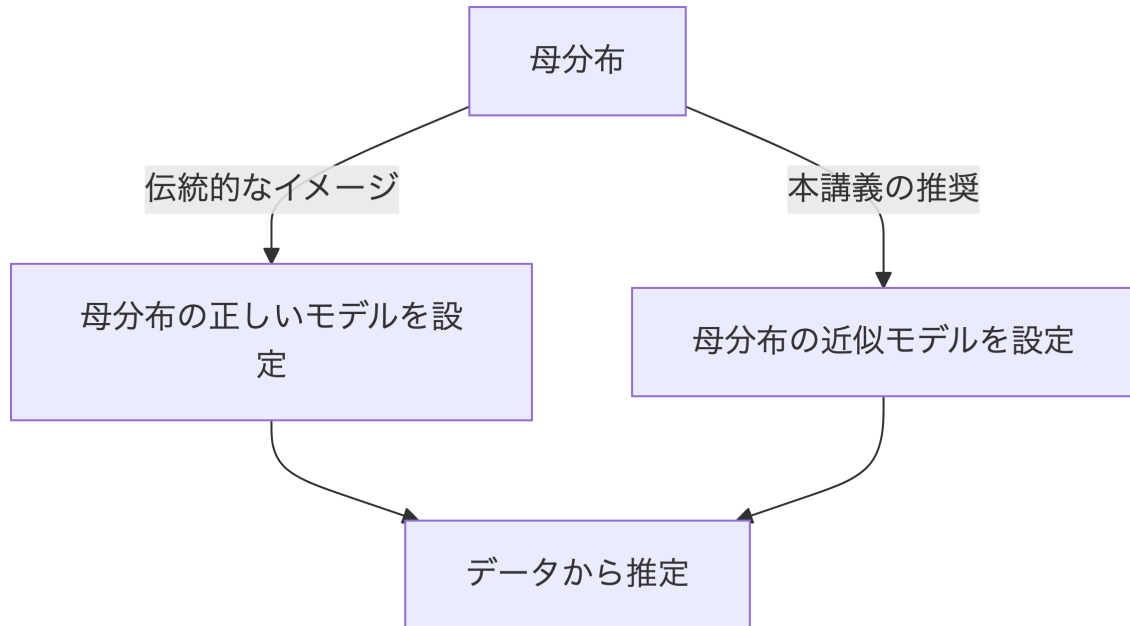 母分布
伝統的なイメージ
本講義の推奨
母分布の正しいモデルを設
定
母分布の近似モデルを設定
データから推定